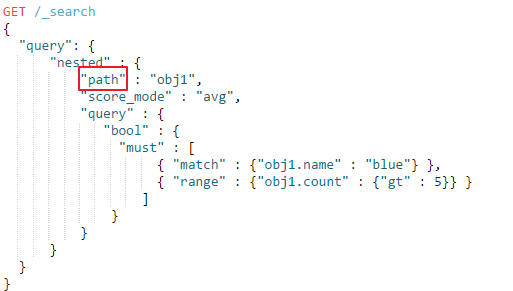 GET /_search
{
"query": {
"nested" : {
"path" : "obj1",
"score_mode" : "avg",
"query" : {
"bool" : {
"must" : [
{ "match" : {"obj1.name" : "blue"} },
{ "range" : {"obj1.count" : {"gt" : 5}} }
]
}
}
}
}
}